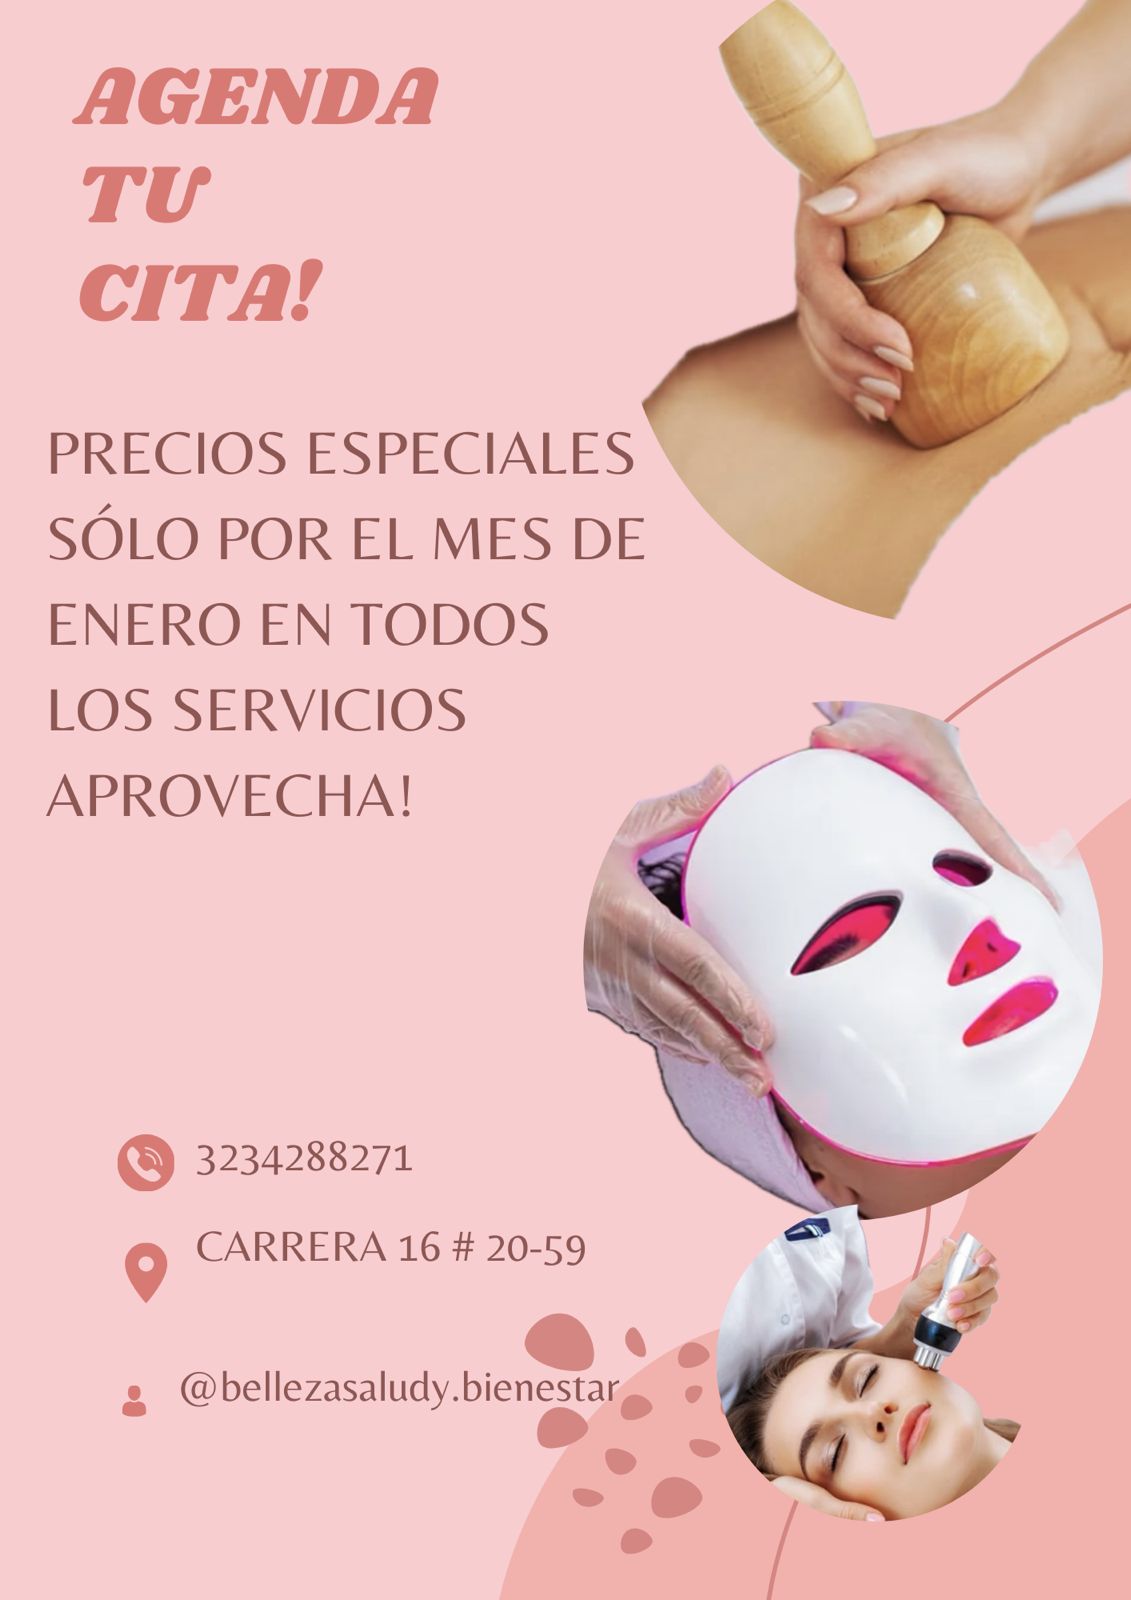 AGENDA
TU
CITA!
PRECIOS ESPECIALES
SÓLO POR EL MES DE
ENERO EN TODOS
LOS SERVICIOS
APROVECHA!
3234288271
CARRERA 16 # 20-59
@bellezasaludy.bienestar